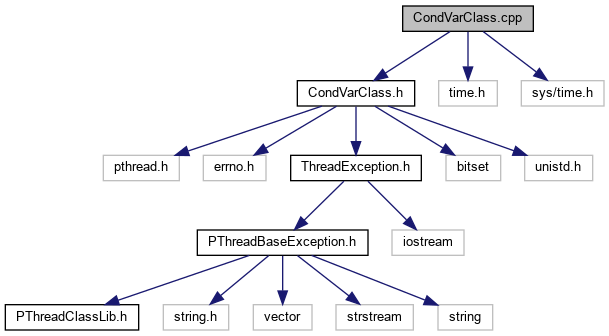 CondVarClass.cpp
CondVarClass.h
time.h
sys/time.h
pthread.h
errno.h
ThreadException.h
bitset
unistd.h
PThreadBaseException.h
iostream
PThreadClassLib.h
string.h
vector
strstream
string